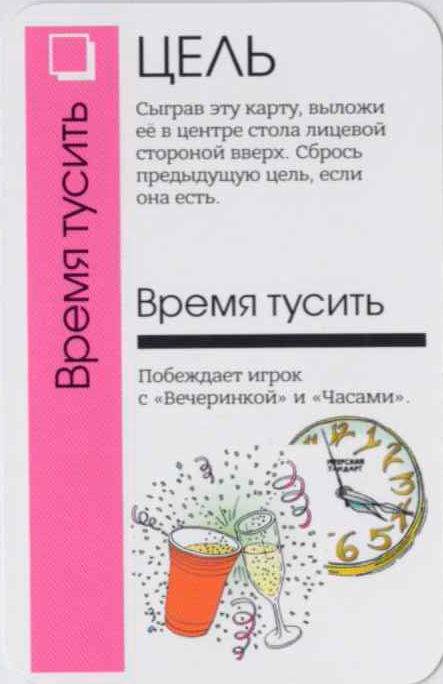 Время тусить
ЦЕЛЬ
Сыграв эту карту, выложи
её в центре стола лицевой
стороной вверх. Сбрось
предыдущую цель, если
она есть.
Время тусить
Побеждает игрок
с «Вечеринкой» и «Часами».
12
1
2
3
4
5
6